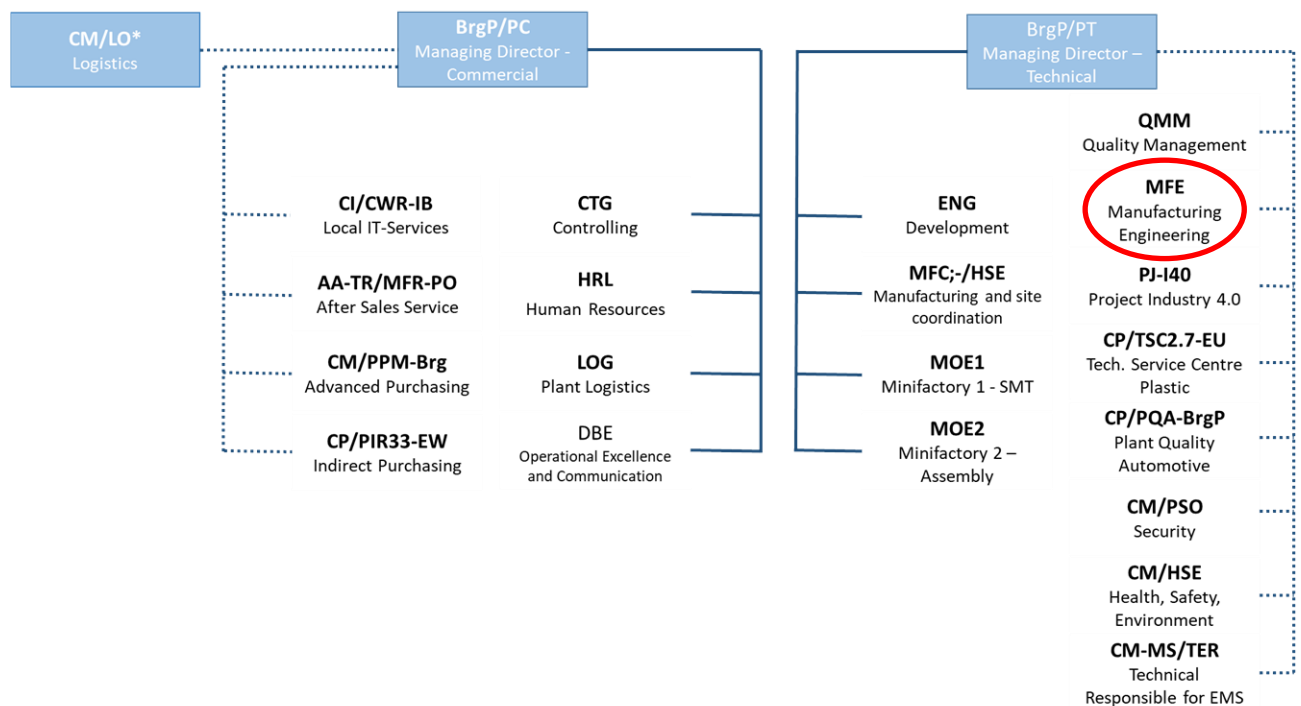 CM/LO*
Logistics
BrgP/PC
Managing Director -
Commercial
BrgP/PT
Managing Director –
Technical
CI/CWR-IB
Local IT-Services
AA-TR/MFR-PO
After Sales Service
CM/PPM-Brg
Advanced Purchasing
CP/PIR33-EW
Indirect Purchasing
CTG
Controlling
HRL
Human Resources
LOG
Plant Logistics
DBE
Operational Excellence
and Communication
ENG
Development
MFC;-/HSE
Manufacturing and site
coordination
MOE1
Minifactory 1 - SMT
MOE2
Minifactory 2 –
Assembly
QMM
Quality Management
MFE
Manufacturing
Engineering
PJ-I40
Project Industry 4.0
CP/TSC2.7-EU
Tech. Service Centre
Plastic
CP/PQA-BrgP
Plant Quality
Automotive
CM/PSO
Security
CM/HSE
Health, Safety,
Environment
CM-MS/TER
Technical
Responsible for EMS